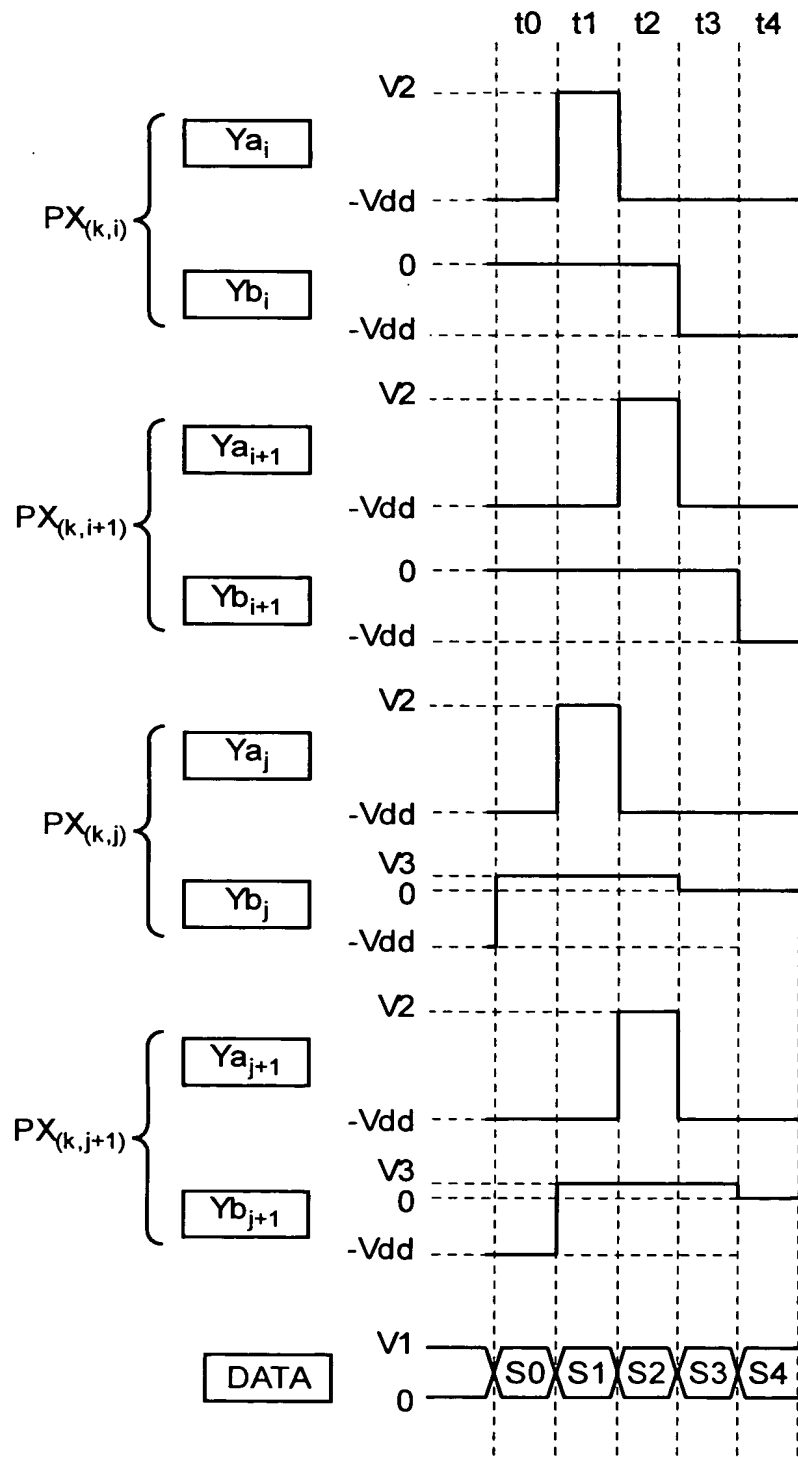 t0 t1 t2 t3 t4
V2
Yaᵢ
-Vdd
PX₍ₖ,ᵢ₎
0
Ybᵢ
-Vdd
V2
Yaᵢ₊₁
-Vdd
PX₍ₖ,ᵢ₊₁₎
0
Ybᵢ₊₁
-Vdd
V2
Yaⱼ
-Vdd
PX₍ₖ,ⱼ₎
V3
0
Ybⱼ
-Vdd
V2
Yaⱼ₊₁
-Vdd
PX₍ₖ,ⱼ₊₁₎
V3
0
Ybⱼ₊₁
-Vdd
V1
DATA S0 S1 S2 S3 S4
0